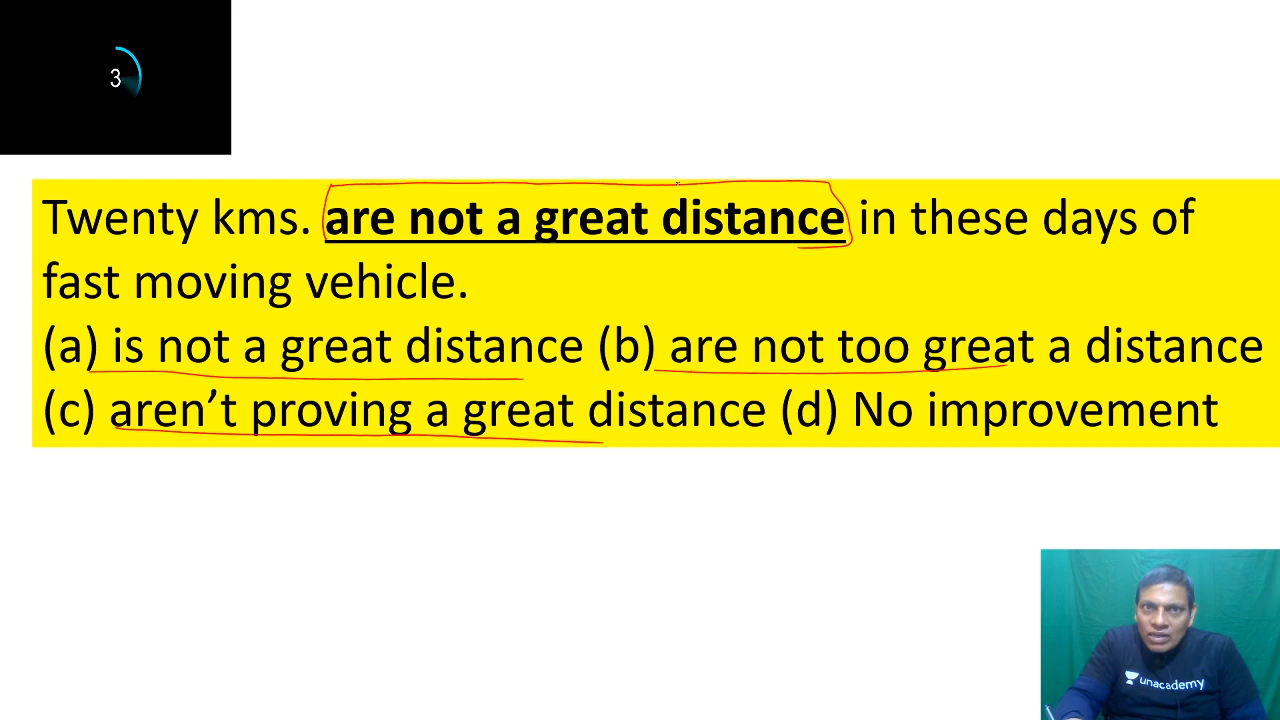 3
Twenty kms. are not a great distance in these days of
fast moving vehicle.
(a) is not a great distance (b) are not too great a distance
(c) aren’t proving a great distance (d) No improvement
unacademy